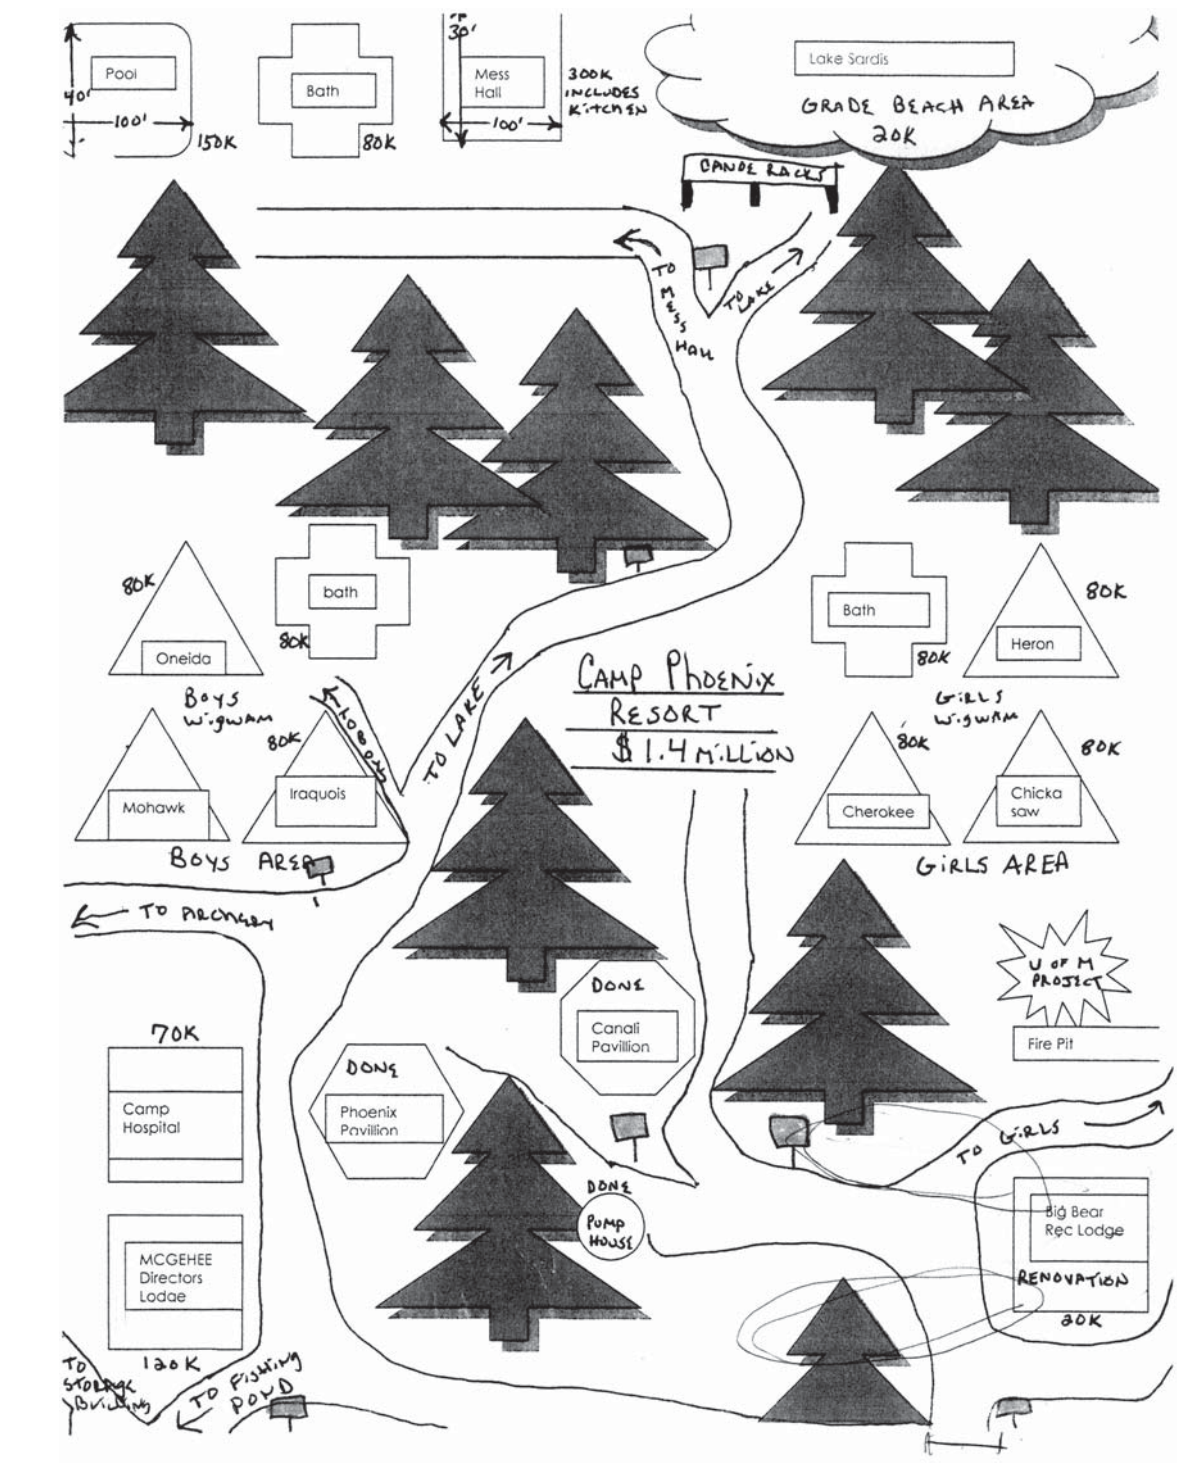 Pool
40'
100'
150K
Bath
80K
30'
Mess
Hall
100'
300K
INCLUDES
KITCHEN
Lake Sardis
GRADE BEACH AREA
20K
CANOE RACKS
TO MESS HALL
TO LAKE
80K
Oneida
bath
80K
BOYS
WIGWAM
Bath
80K
Heron
80K
GIRLS
WIGWAM
CAMP PHOENIX
RESORT
$1.4 MILLION
TO LAKE
TO BOYS
Mohawk
80K
Iraquois
BOYS AREA
80K
Cherokee
80K
Chicka
saw
GIRLS AREA
TO ARCHERY
U OF M
PROJECT
Fire Pit
DONE
Canali
Pavillion
70K
Camp
Hospital
DONE
Phoenix
Pavillion
TO GIRLS
DONE
PUMP
HOUSE
Big Bear
Rec Lodge
RENOVATION
20K
MCGEHEE
Directors
Lodge
120K
TO
STORAGE
BUILDING
TO FISHING
POND